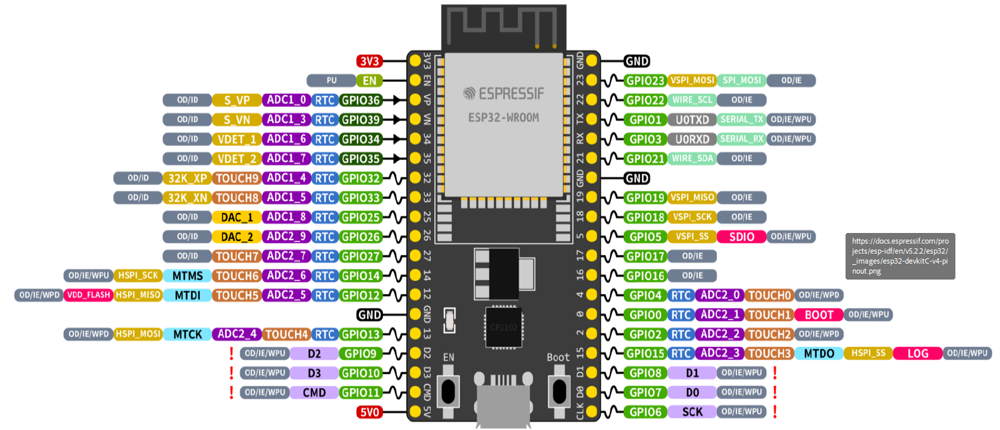 3V3 3V3 GND GND
PU EN EN 23 GPIO23 VSPI_MOSI SPI_MOSI OD/IE
OD/ID S_VP ADC1_0 RTC GPIO36 VP 22 GPIO22 WIRE_SCL OD/IE
OD/ID S_VN ADC1_3 RTC GPIO39 VN TX GPIO1 U0TXD SERIAL_TX OD/IE/WPU
OD/ID VDET_1 ADC1_6 RTC GPIO34 34 RX GPIO3 U0RXD SERIAL_RX OD/IE/WPU
OD/ID VDET_2 ADC1_7 RTC GPIO35 35 21 GPIO21 WIRE_SDA OD/IE
OD/ID 32K_XP TOUCH9 ADC1_4 RTC GPIO32 32 GND GND
OD/ID 32K_XN TOUCH8 ADC1_5 RTC GPIO33 33 19 GPIO19 VSPI_MISO OD/IE
OD/ID DAC_1 ADC1_8 RTC GPIO25 25 18 GPIO18 VSPI_SCK OD/IE
OD/ID DAC_2 ADC2_9 RTC GPIO26 26 5 GPIO5 VSPI_SS SDIO OD/IE/WPU
OD/ID TOUCH7 ADC2_7 RTC GPIO27 27 17 GPIO17 OD/IE
OD/IE/WPU HSPI_SCK MTMS TOUCH6 ADC2_6 RTC GPIO14 14 16 GPIO16 OD/IE
OD/IE/WPD VDD_FLASH HSPI_MISO MTDI TOUCH5 ADC2_5 RTC GPIO12 12 4 GPIO4 RTC ADC2_0 TOUCH0 OD/IE/WPD
GND GND 0 GPIO0 RTC ADC2_1 TOUCH1 BOOT OD/IE/WPU
OD/IE/WPD HSPI_MOSI MTCK ADC2_4 TOUCH4 RTC GPIO13 13 2 GPIO2 RTC ADC2_2 TOUCH2 OD/IE/WPD
! OD/IE/WPU D2 GPIO9 D2 15 GPIO15 RTC ADC2_3 TOUCH3 MTDO HSPI_SS LOG OD/IE/WPU
! OD/IE/WPU D3 GPIO10 D3 D1 GPIO8 D1 OD/IE/WPU !
! OD/IE/WPU CMD GPIO11 CMD D0 GPIO7 D0 OD/IE/WPU !
5V0 5V CLK GPIO6 SCK OD/IE/WPU !
ESPRESSIF
ESP32-WROOM
CP2102
EN
Boot
https://docs.espressif.com/pro
jects/esp-idf/en/v5.2.2/esp32/
_images/esp32-devkitC-v4-pi
nout.png